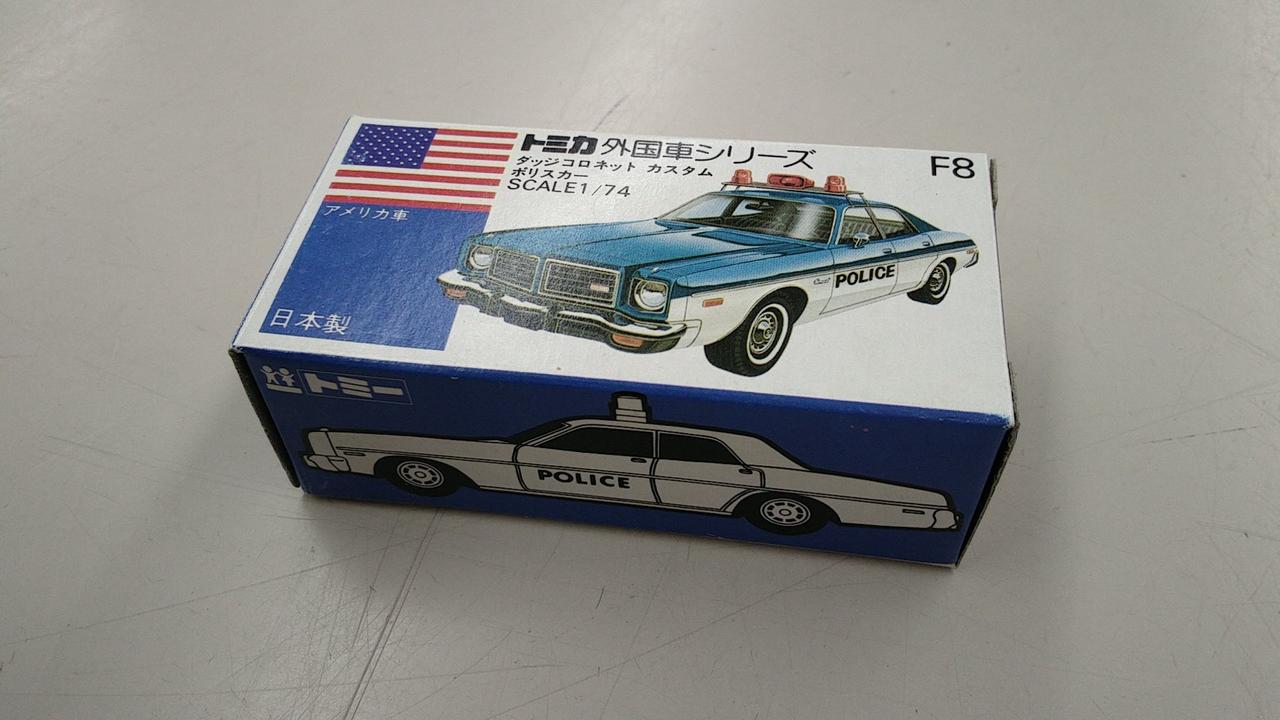 トミカ 外国車シリーズ
F8
ダッジコロネット カスタム
ポリスカー
SCALE1/74
アメリカ車
日本製
POLICE
トミー
POLICE